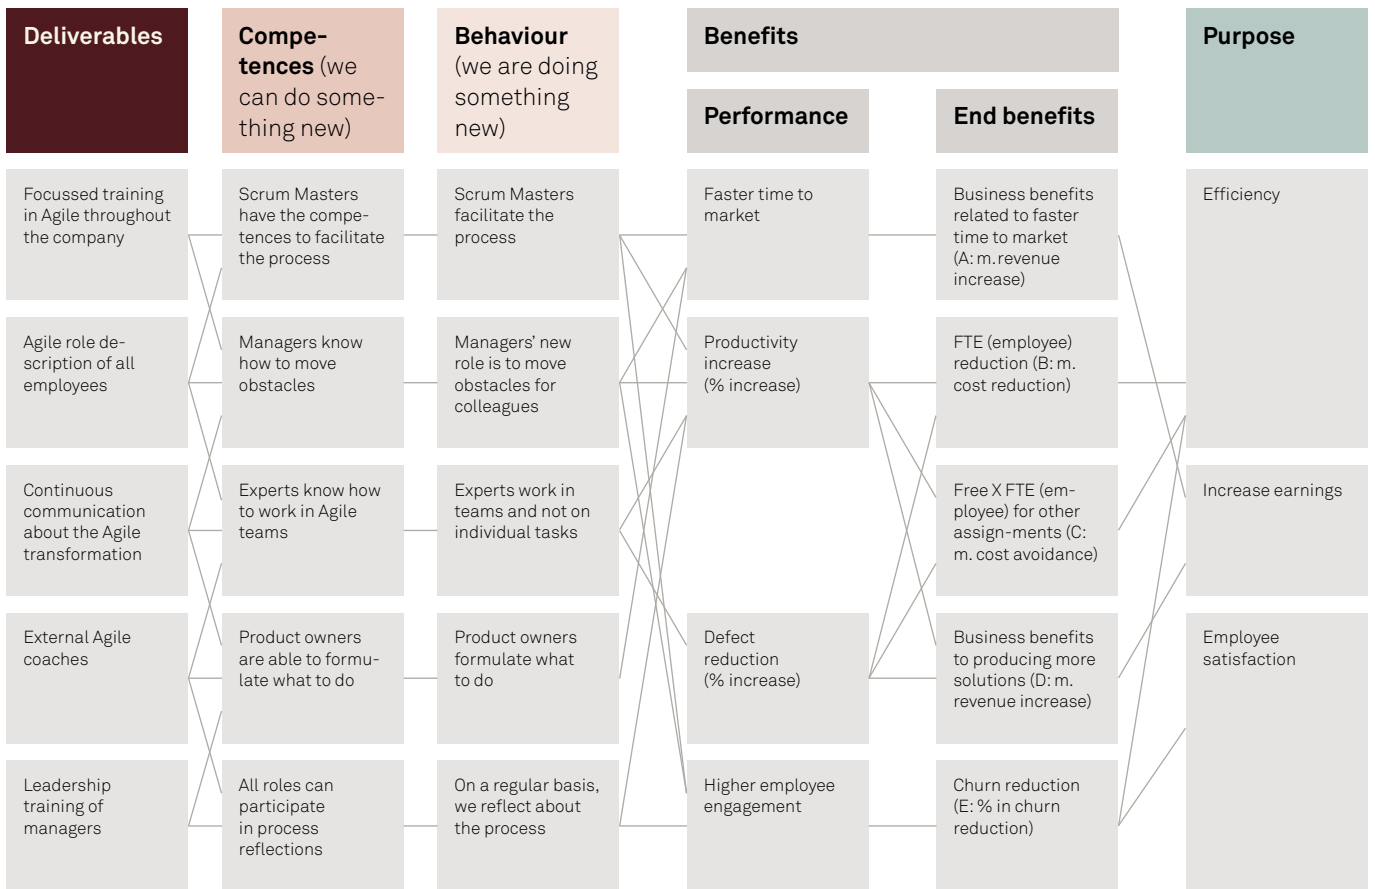 Deliverables
Compe-
tences (we
can do some-
thing new)
Behaviour
(we are doing
something
new)
Benefits
Performance
End benefits
Purpose
Focussed training
in Agile throughout
the company
Scrum Masters
have the compe-
tences to facilitate
the process
Scrum Masters
facilitate the
process
Faster time to
market
Business benefits
related to faster
time to market
(A: m. revenue
increase)
Efficiency
Agile role de-
scription of all
employees
Managers know
how to move
obstacles
Managers’ new
role is to move
obstacles for
colleagues
Productivity
increase
(% increase)
FTE (employee)
reduction (B: m.
cost reduction)
Continuous
communication
about the Agile
transformation
Experts know how
to work in Agile
teams
Experts work in
teams and not on
individual tasks
Free X FTE (em-
ployee) for other
assign-ments (C:
m. cost avoidance)
Increase earnings
External Agile
coaches
Product owners
are able to formu-
late what to do
Product owners
formulate what
to do
Defect
reduction
(% increase)
Business benefits
to producing more
solutions (D: m.
revenue increase)
Employee
satisfaction
Leadership
training of
managers
All roles can
participate
in process
reflections
On a regular basis,
we reflect about
the process
Higher employee
engagement
Churn reduction
(E: % in churn
reduction)